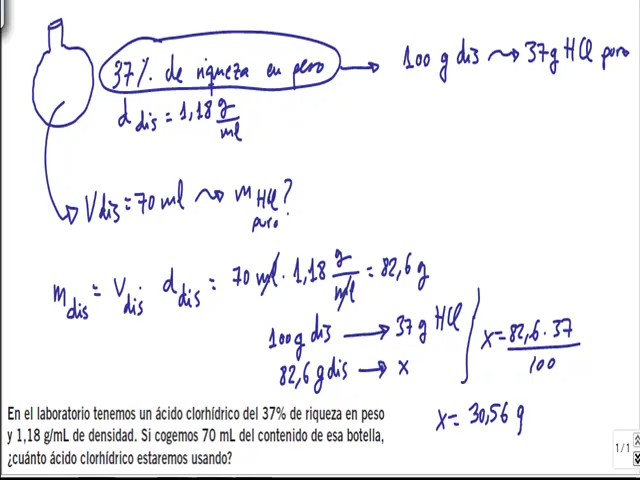 37% de riqueza en peso → 100 g dis ⤳ 37g HCl puro
d dis = 1,18 g/ml
V dis = 70 ml ⤳ m HCl puro?
m dis = V dis · d dis = 70 ml · 1,18 g/ml = 82,6 g
100 g dis → 37 g HCl
82,6 g dis → x
x = 82,6 · 37 / 100
x = 30,56 g
En el laboratorio tenemos un ácido clorhídrico del 37% de riqueza en peso
y 1,18 g/mL de densidad. Si cogemos 70 mL del contenido de esa botella,
¿cuánto ácido clorhídrico estaremos usando?
1/1